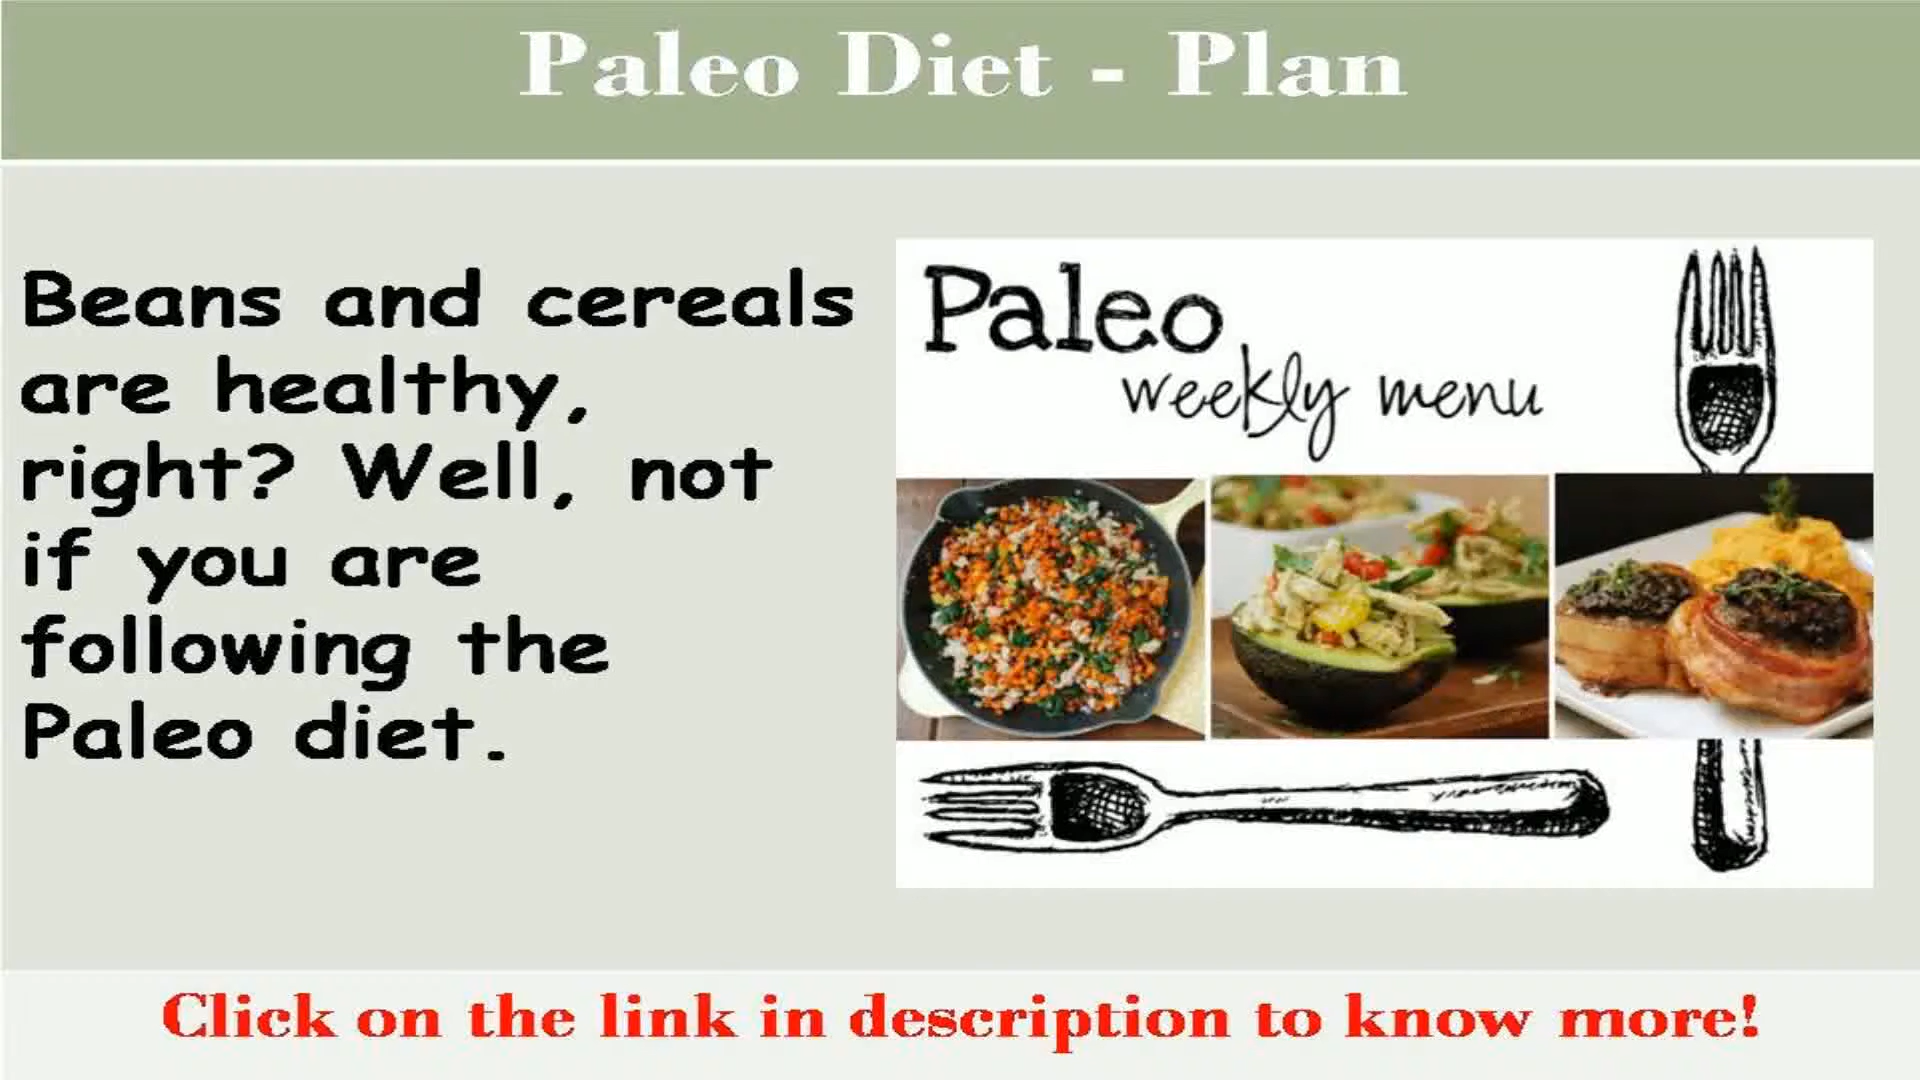 Paleo Diet - Plan
Beans and cereals
are healthy,
right? Well, not
if you are
following the
Paleo diet.
Paleo
weekly menu
Click on the link in description to know more!